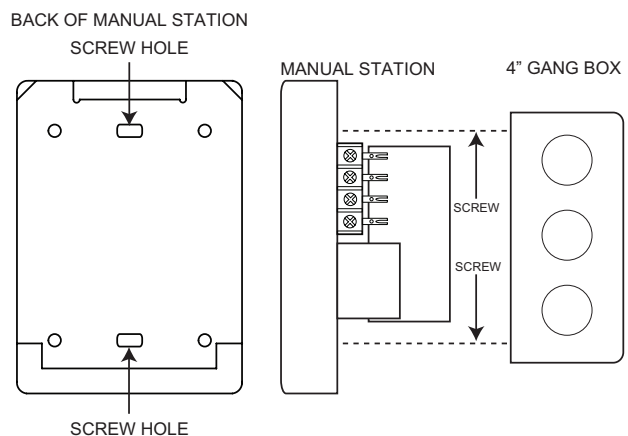 BACK OF MANUAL STATION
SCREW HOLE
MANUAL STATION
4” GANG BOX
SCREW
SCREW
SCREW HOLE